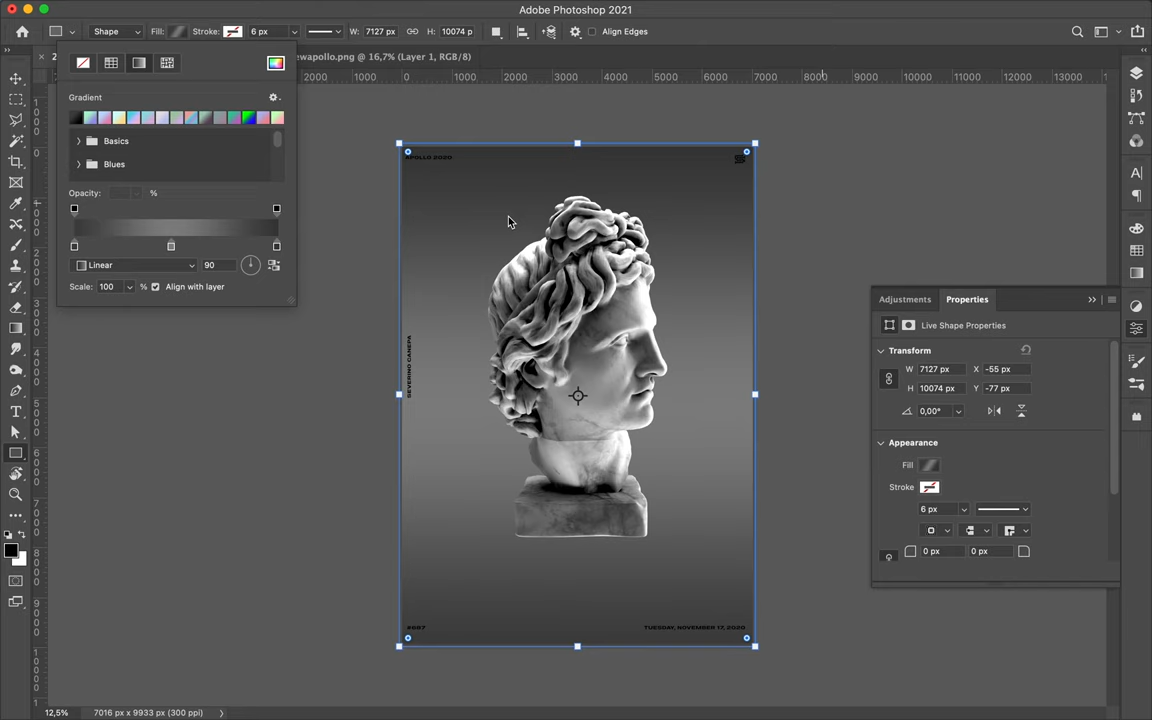 Adobe Photoshop 2021
Shape
Fill:
Stroke:
6 px
W: 7127 px
H: 10074 p
Align Edges
2
ewapollo.png @ 16,7% (Layer 1, RGB/8)
2000 1000 0 1000 2000 3000 4000 5000 6000 7000 8000 9000 10000 11000 12000 13000
Gradient
Basics
Blues
Opacity:
%
Linear
90
Scale: 100 % Align with layer
APOLLO 2020
SEVERINO CANEPA
#687
TUESDAY, NOVEMBER 17, 2020
Adjustments Properties
Live Shape Properties
Transform
W 7127 px X -55 px
H 10074 px Y -77 px
0,00°
Appearance
Fill
Stroke
6 px
0 px 0 px
12,5% 7016 px x 9933 px (300 ppi)